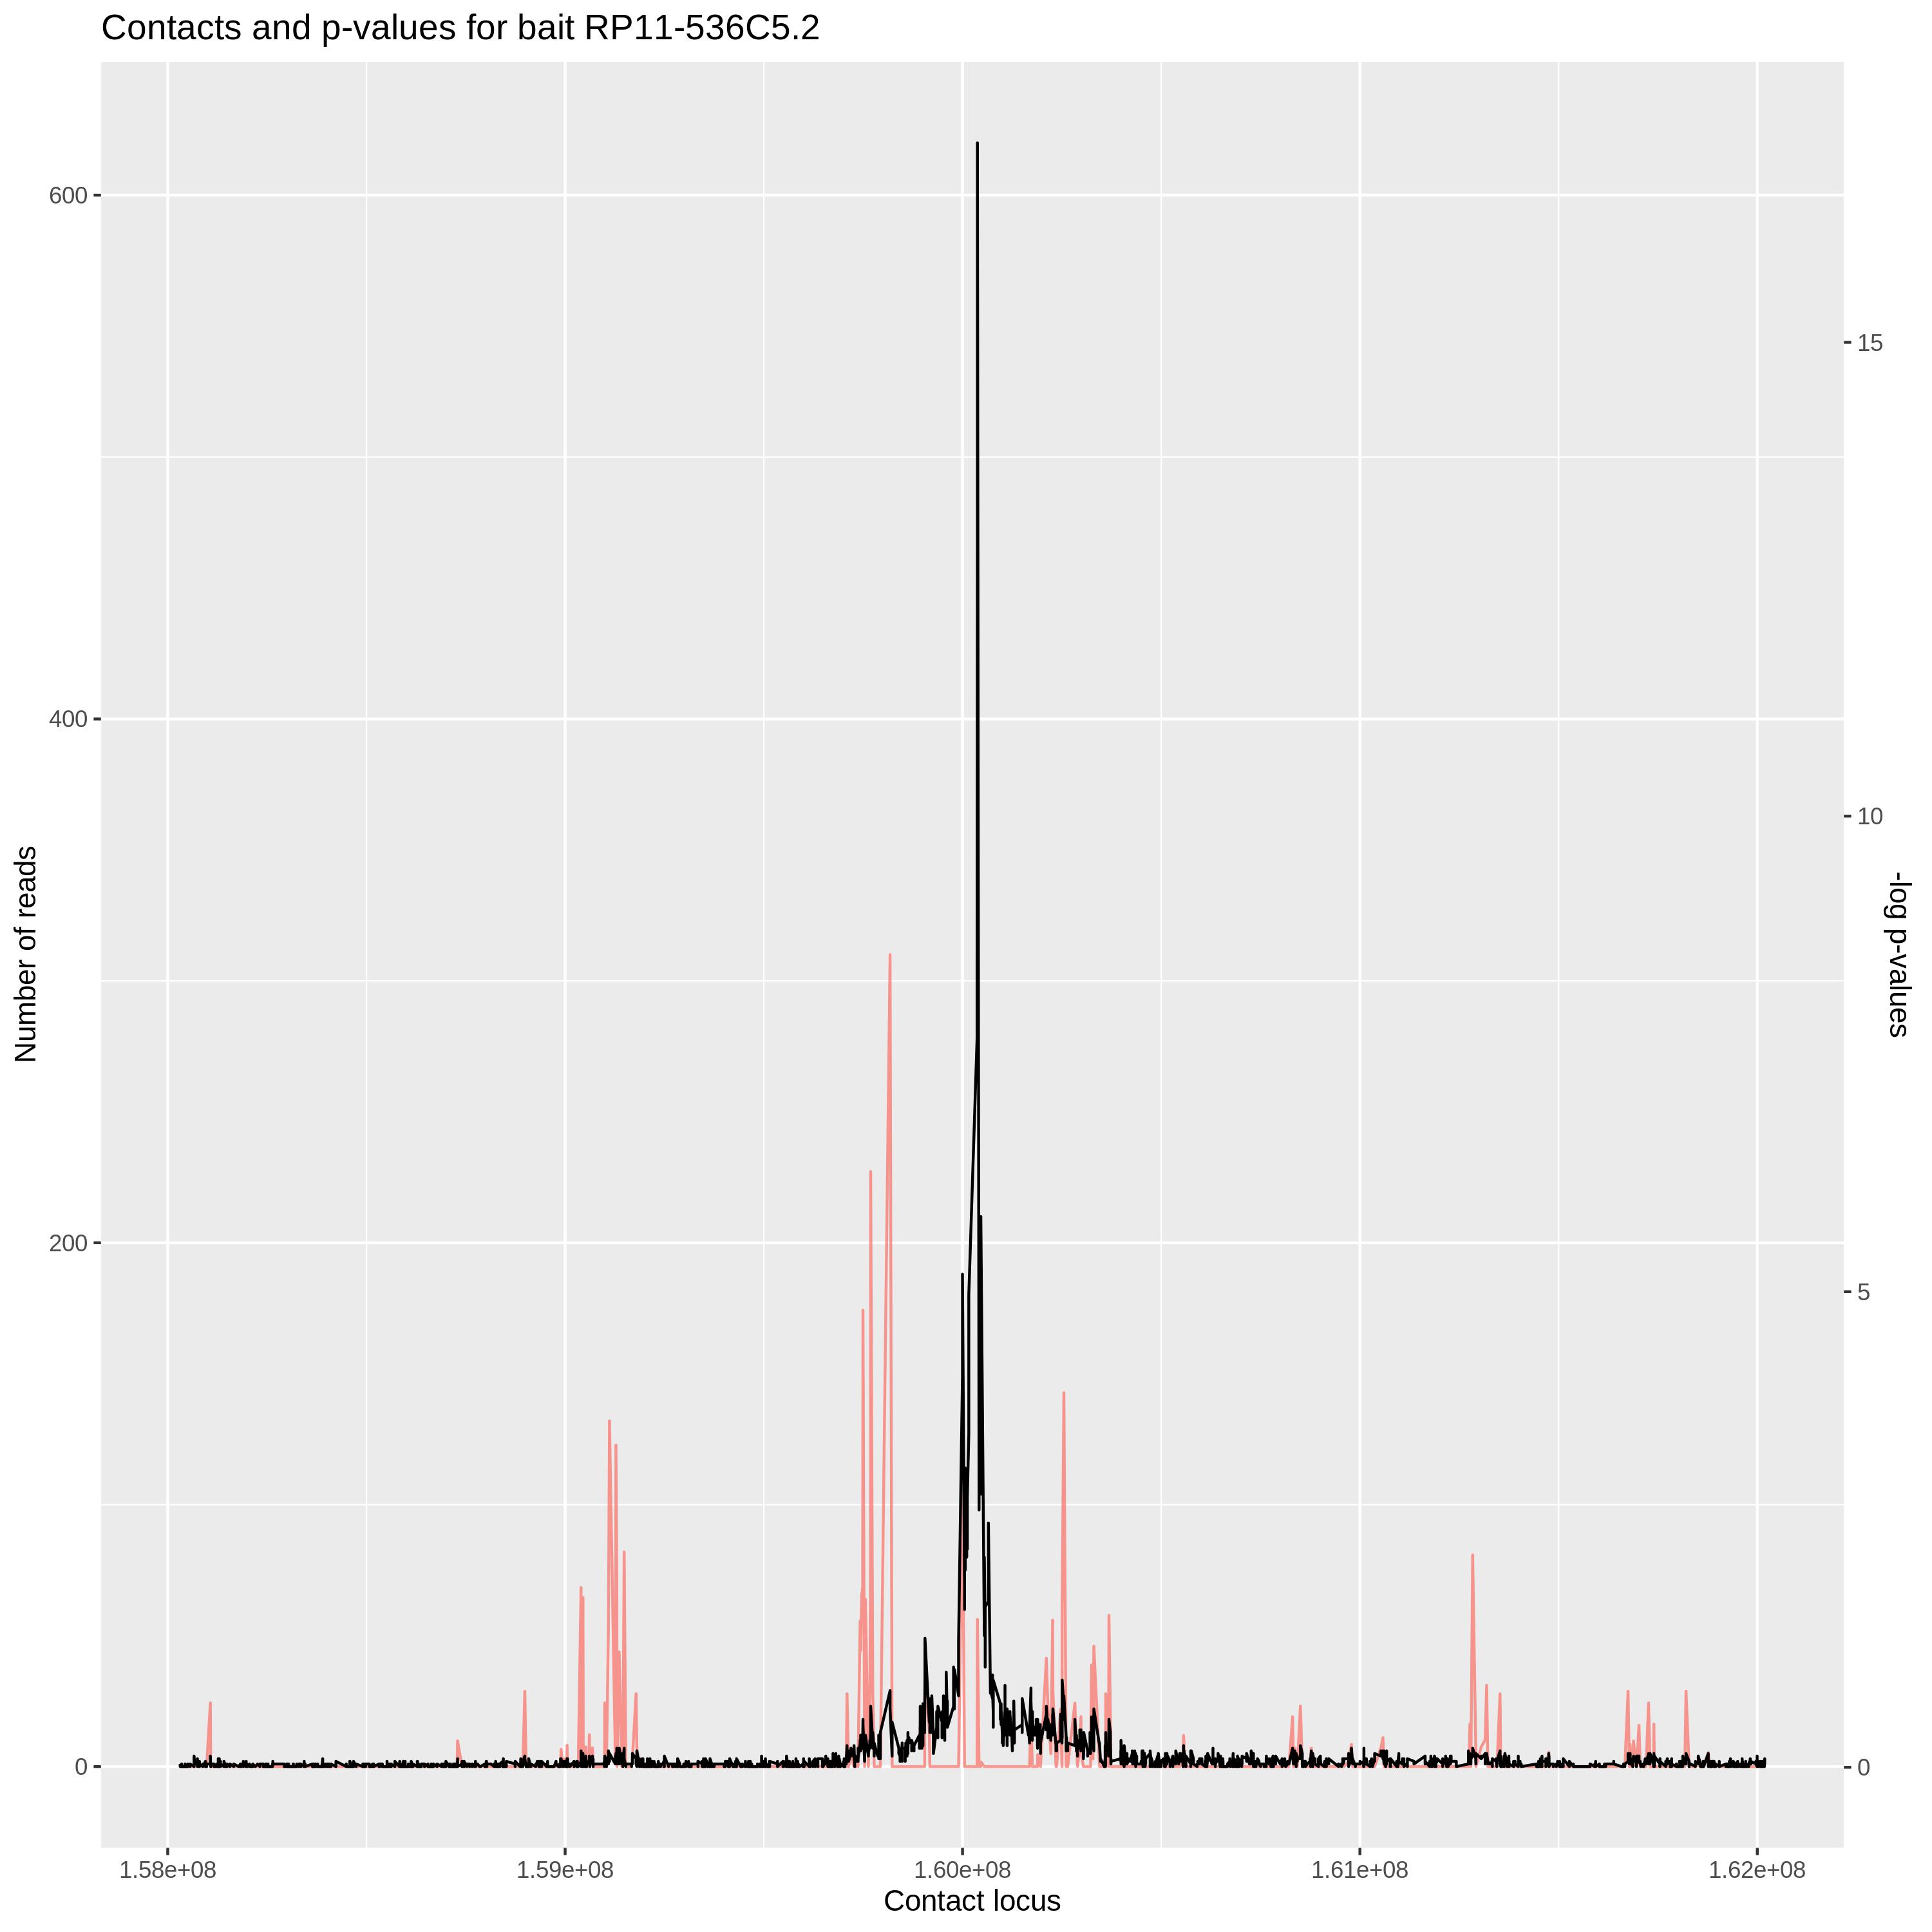 Contacts and p-values for bait RP11-536C5.2
600
400
200
0
Number of reads
15
10
5
0
-log p-values
1.58e+08
1.59e+08
1.60e+08
1.61e+08
1.62e+08
Contact locus